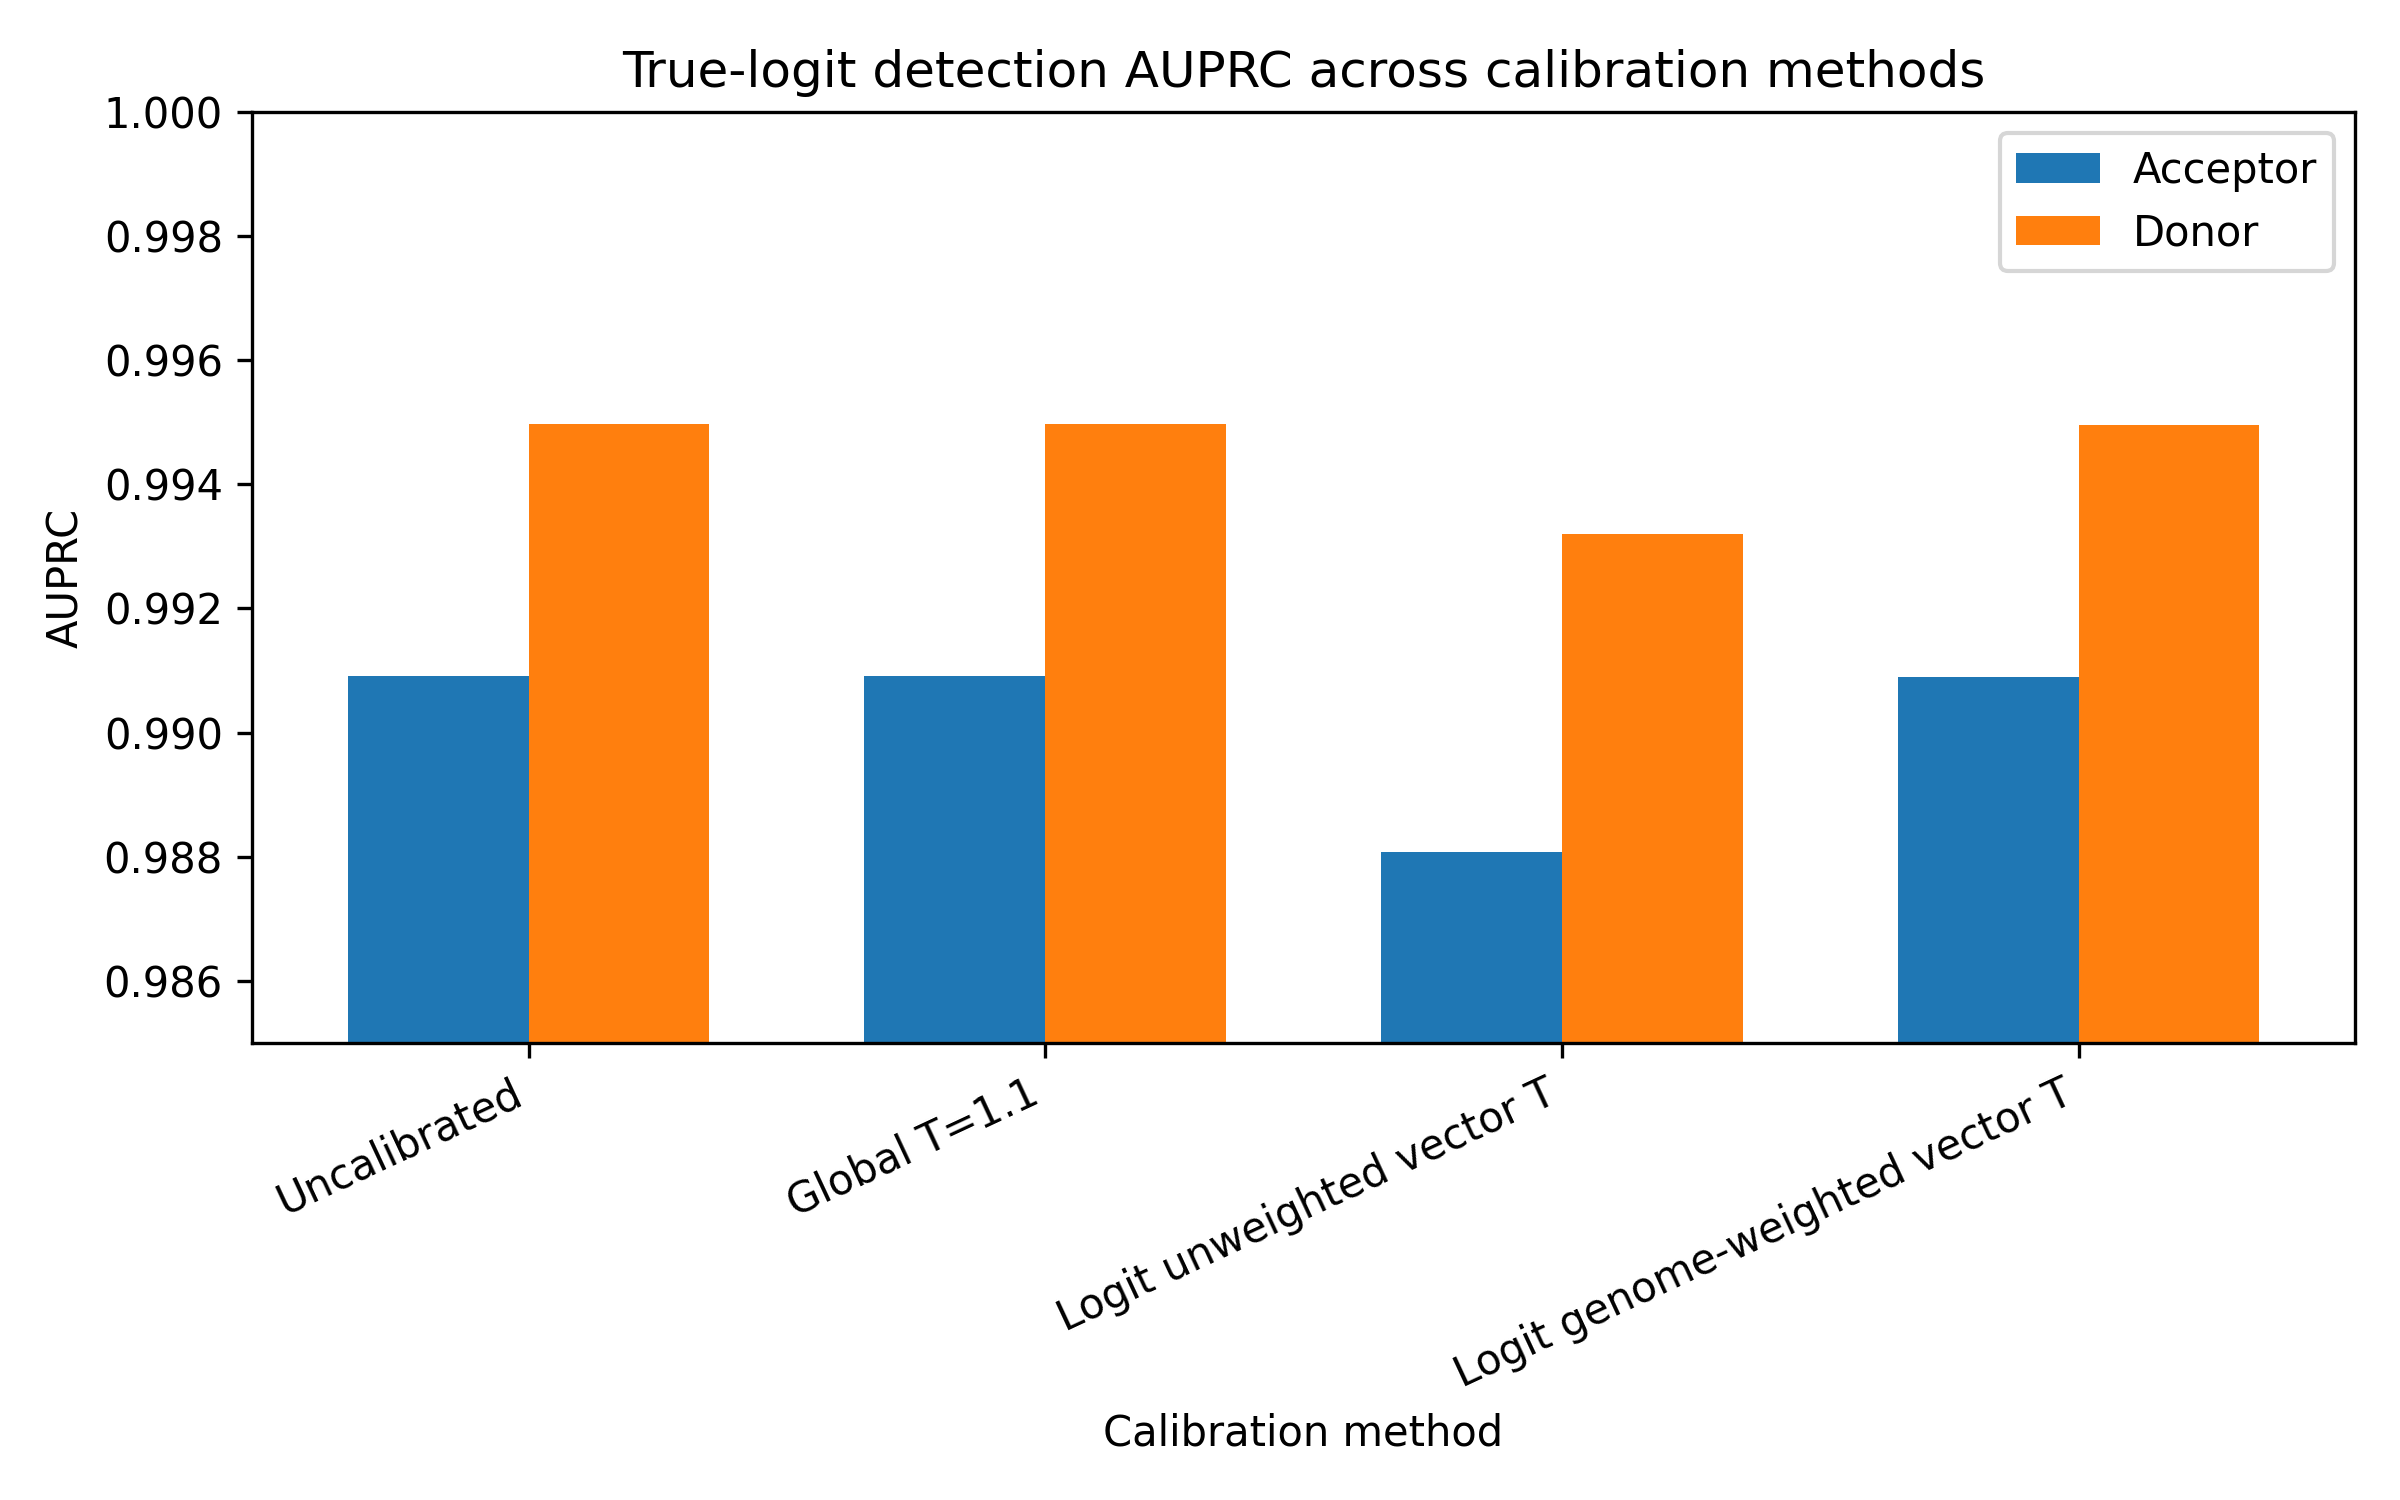 True-logit detection AUPRC across calibration methods
1.000
0.998
0.996
0.994
0.992
0.990
0.988
0.986
AUPRC
Acceptor
Donor
Uncalibrated
Global T=1.1
Logit unweighted vector T
Logit genome-weighted vector T
Calibration method